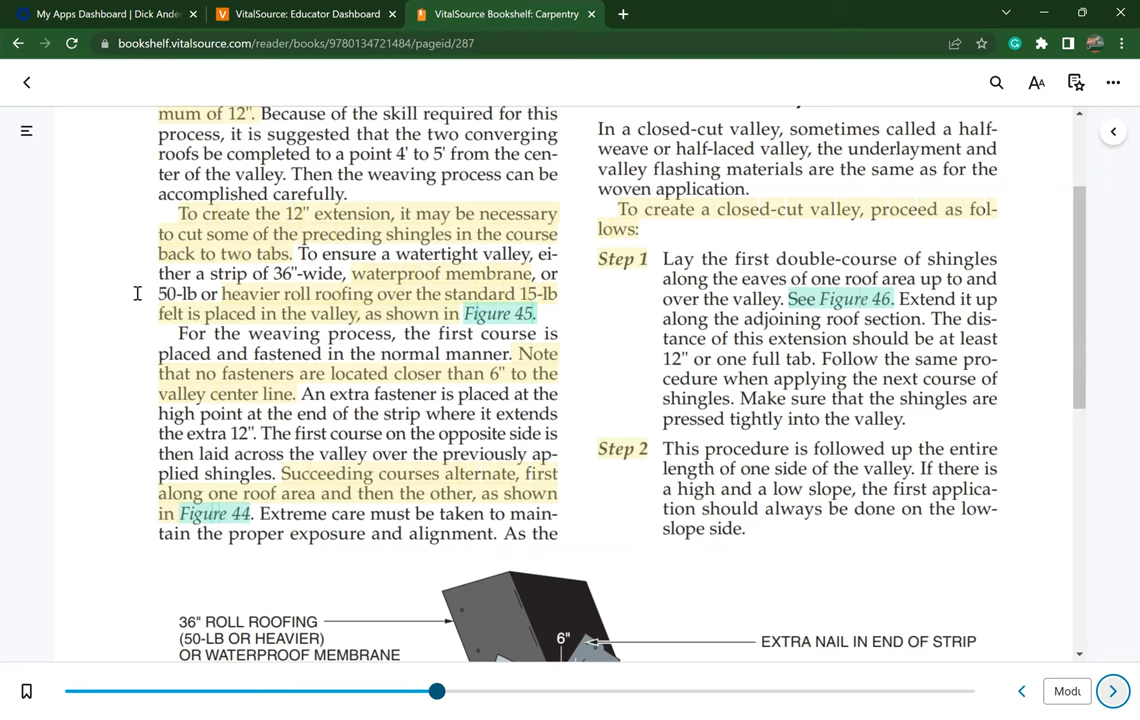 My Apps Dashboard | Dick Ander
VitalSource: Educator Dashboard
VitalSource Bookshelf: Carpentry
bookshelf.vitalsource.com/reader/books/9780134721484/pageid/287
mum of 12". Because of the skill required for this
process, it is suggested that the two converging
roofs be completed to a point 4' to 5' from the cen-
ter of the valley. Then the weaving process can be
accomplished carefully.
To create the 12" extension, it may be necessary
to cut some of the preceding shingles in the course
back to two tabs. To ensure a watertight valley, ei-
ther a strip of 36"-wide, waterproof membrane, or
50-lb or heavier roll roofing over the standard 15-lb
felt is placed in the valley, as shown in Figure 45.
For the weaving process, the first course is
placed and fastened in the normal manner. Note
that no fasteners are located closer than 6" to the
valley center line. An extra fastener is placed at the
high point at the end of the strip where it extends
the extra 12". The first course on the opposite side is
then laid across the valley over the previously ap-
plied shingles. Succeeding courses alternate, first
along one roof area and then the other, as shown
in Figure 44. Extreme care must be taken to main-
tain the proper exposure and alignment. As the
In a closed-cut valley, sometimes called a half-
weave or half-laced valley, the underlayment and
valley flashing materials are the same as for the
woven application.
To create a closed-cut valley, proceed as fol-
lows:
Step 1 Lay the first double-course of shingles
along the eaves of one roof area up to and
over the valley. See Figure 46. Extend it up
along the adjoining roof section. The dis-
tance of this extension should be at least
12" or one full tab. Follow the same pro-
cedure when applying the next course of
shingles. Make sure that the shingles are
pressed tightly into the valley.
Step 2 This procedure is followed up the entire
length of one side of the valley. If there is
a high and a low slope, the first applica-
tion should always be done on the low-
slope side.
36" ROLL ROOFING
(50-LB OR HEAVIER)
OR WATERPROOF MEMBRANE
6"
EXTRA NAIL IN END OF STRIP
Modu